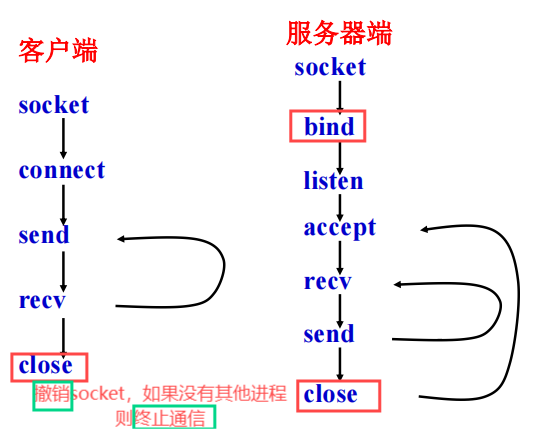 客户端
socket
connect
send
recv
close
撤销socket，如果没有其他进程
则终止通信
服务器端
socket
bind
listen
accept
recv
send
close